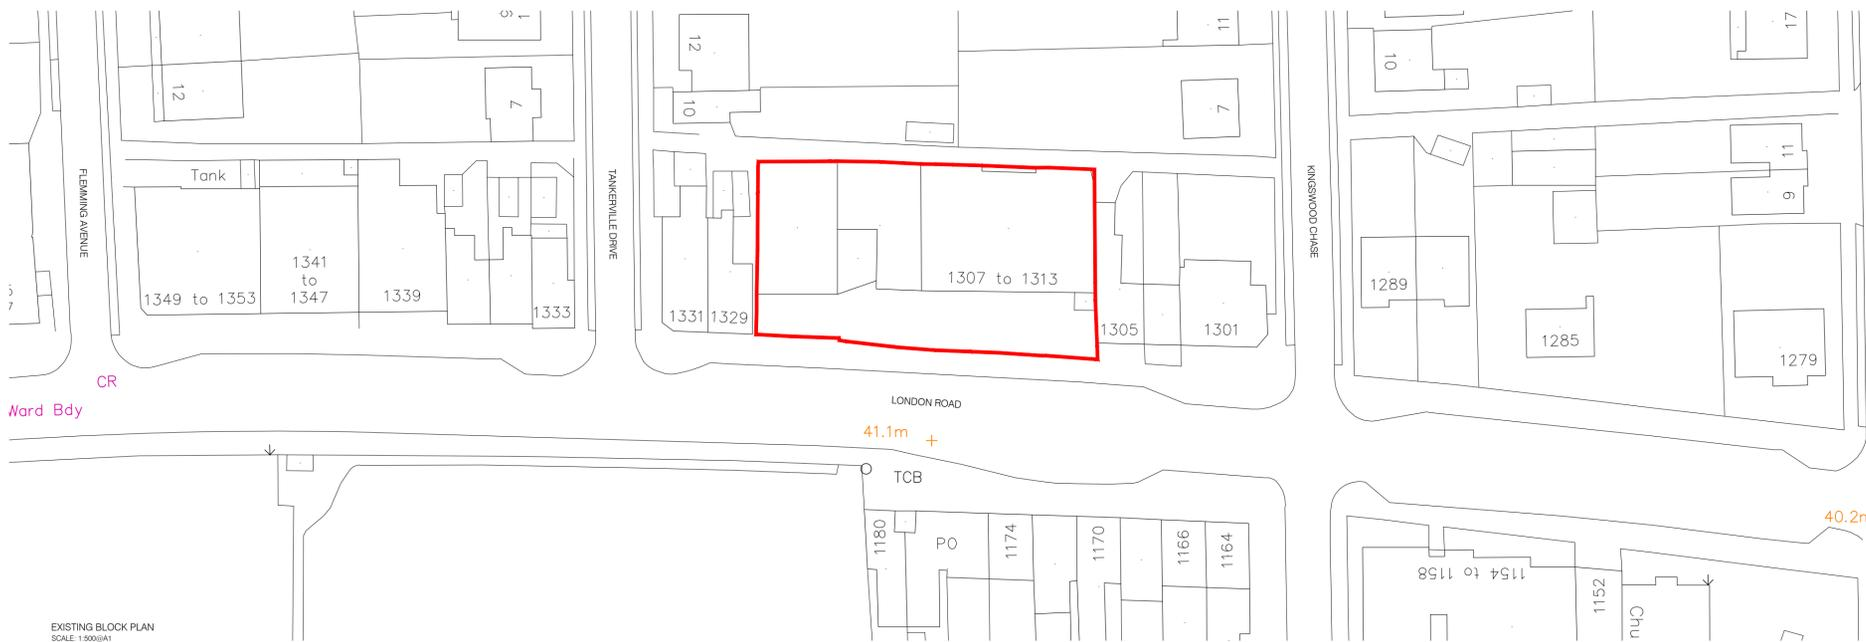 12
7
12
10
11
7
10
17
11
9
Tank
FLEMMING AVENUE
TANKERVILLE DRIVE
KINGSWOOD CHASE
1349 to 1353
1341
to
1347
1339
1333
1331
1329
1307 to 1313
1305
1301
1289
1285
1279
CR
Ward Bdy
LONDON ROAD
41.1m
TCB
40.2m
1180
PO
1174
1170
1166
1164
1154 to 1158
1152
Chu
EXISTING BLOCK PLAN
SCALE: 1:500@A1